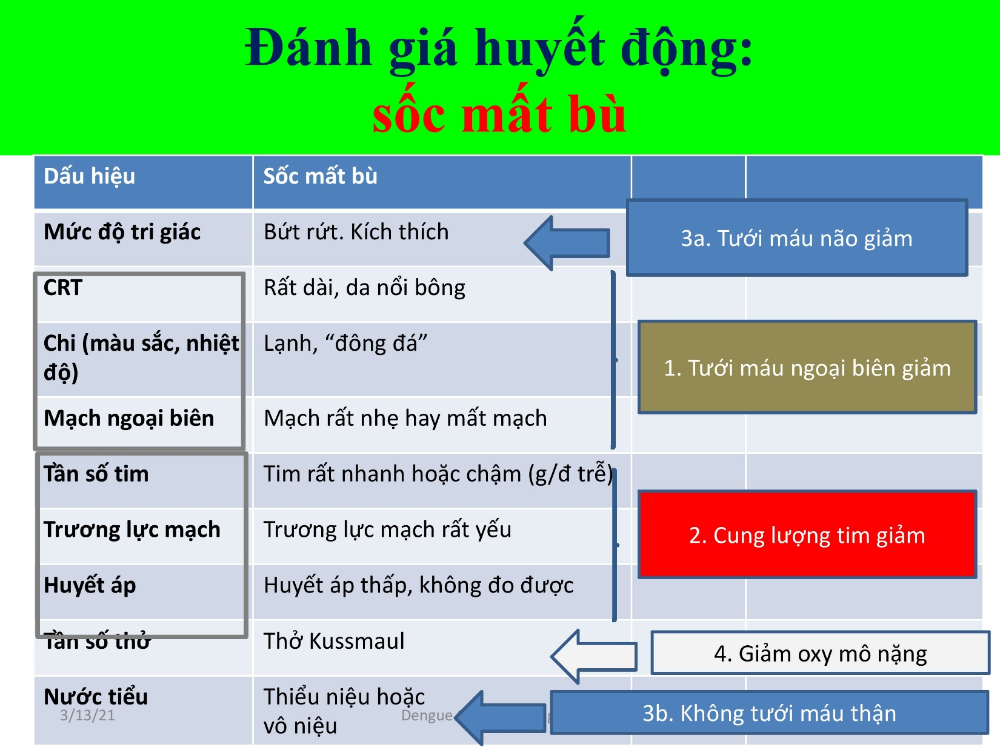 Đánh giá huyết động:
sốc mất bù
Dấu hiệu
Sốc mất bù
Mức độ tri giác
Bứt rứt. Kích thích
3a. Tưới máu não giảm
CRT
Rất dài, da nổi bông
Chi (màu sắc, nhiệt
độ)
Lạnh, “đông đá”
1. Tưới máu ngoại biên giảm
Mạch ngoại biên
Mạch rất nhẹ hay mất mạch
Tần số tim
Tim rất nhanh hoặc chậm (g/đ trễ)
Trương lực mạch
Trương lực mạch rất yếu
2. Cung lượng tim giảm
Huyết áp
Huyết áp thấp, không đo được
Tần số thở
Thở Kussmaul
4. Giảm oxy mô nặng
Nước tiểu
Thiểu niệu hoặc
vô niệu
3b. Không tưới máu thận
3/13/21
Dengue